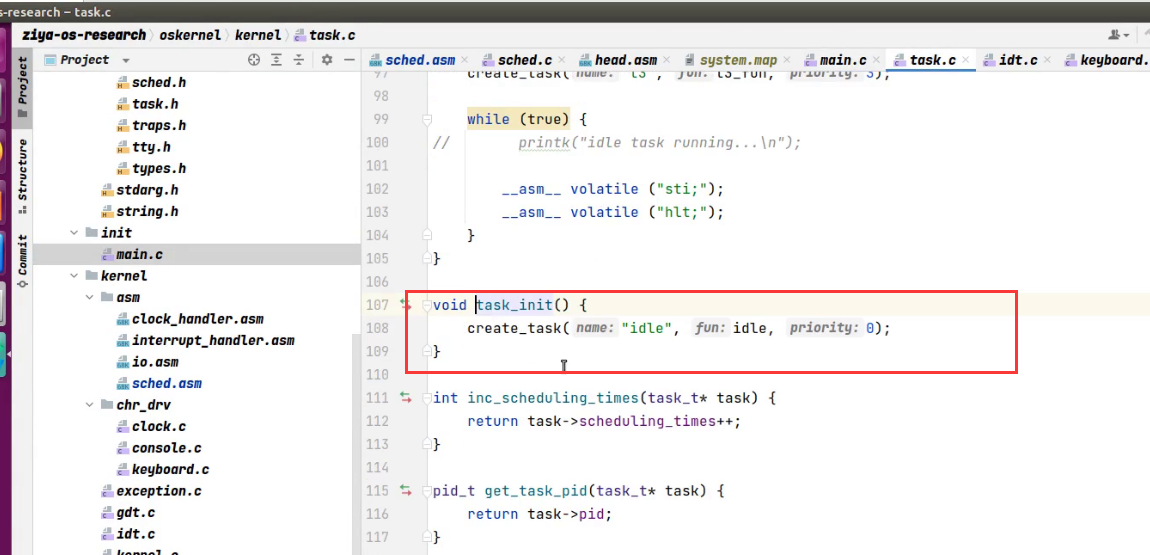 s-research – task.c
ziya-os-research › oskernel › kernel › task.c
Project
Structure
Commit
Project
sched.h
task.h
traps.h
tty.h
types.h
stdarg.h
string.h
init
main.c
kernel
asm
clock_handler.asm
interrupt_handler.asm
io.asm
sched.asm
chr_drv
clock.c
console.c
keyboard.c
exception.c
gdt.c
idt.c
kernel.c
sched.asm × sched.c × head.asm × system.map × main.c × task.c × idt.c × keyboard.
97 create_task( name: "t3", fun: t3_fun, priority: 3);
98
99 while (true) {
100 // printk("idle task running...\n");
101
102 __asm__ volatile ("sti;");
103 __asm__ volatile ("hlt;");
104 }
105 }
106
107 void task_init() {
108 create_task( name: "idle", fun: idle, priority: 0);
109 }
110
111 int inc_scheduling_times(task_t* task) {
112 return task->scheduling_times++;
113 }
114
115 pid_t get_task_pid(task_t* task) {
116 return task->pid;
117 }